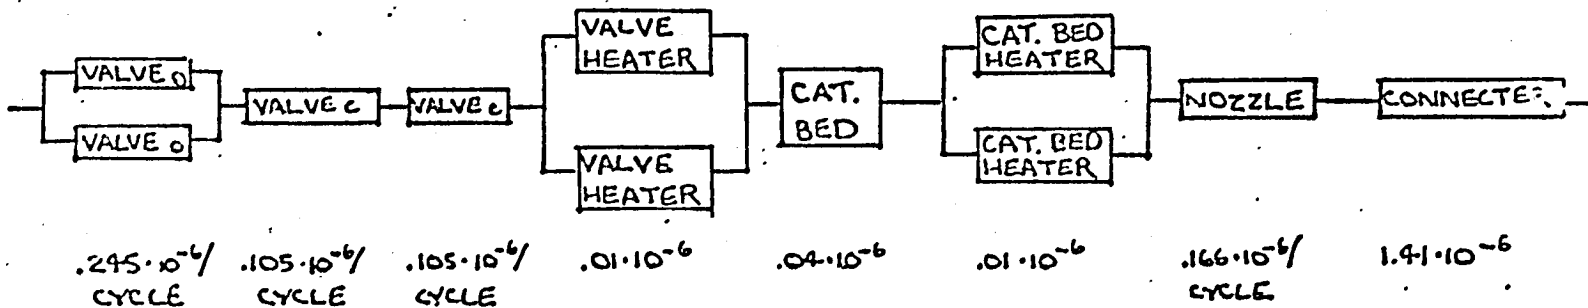 VALVE O
VALVE O
VALVE C
VALVE C
VALVE
HEATER
VALVE
HEATER
CAT.
BED
CAT. BED
HEATER
CAT. BED
HEATER
NOZZLE
.245·10⁻⁶/
CYCLE
.105·10⁻⁶/
CYCLE
.105·10⁻⁶/
CYCLE
.01·10⁻⁶
.04·10⁻⁶
.01·10⁻⁶
.166·10⁻⁶/
CYCLE
1.41·10⁻⁶